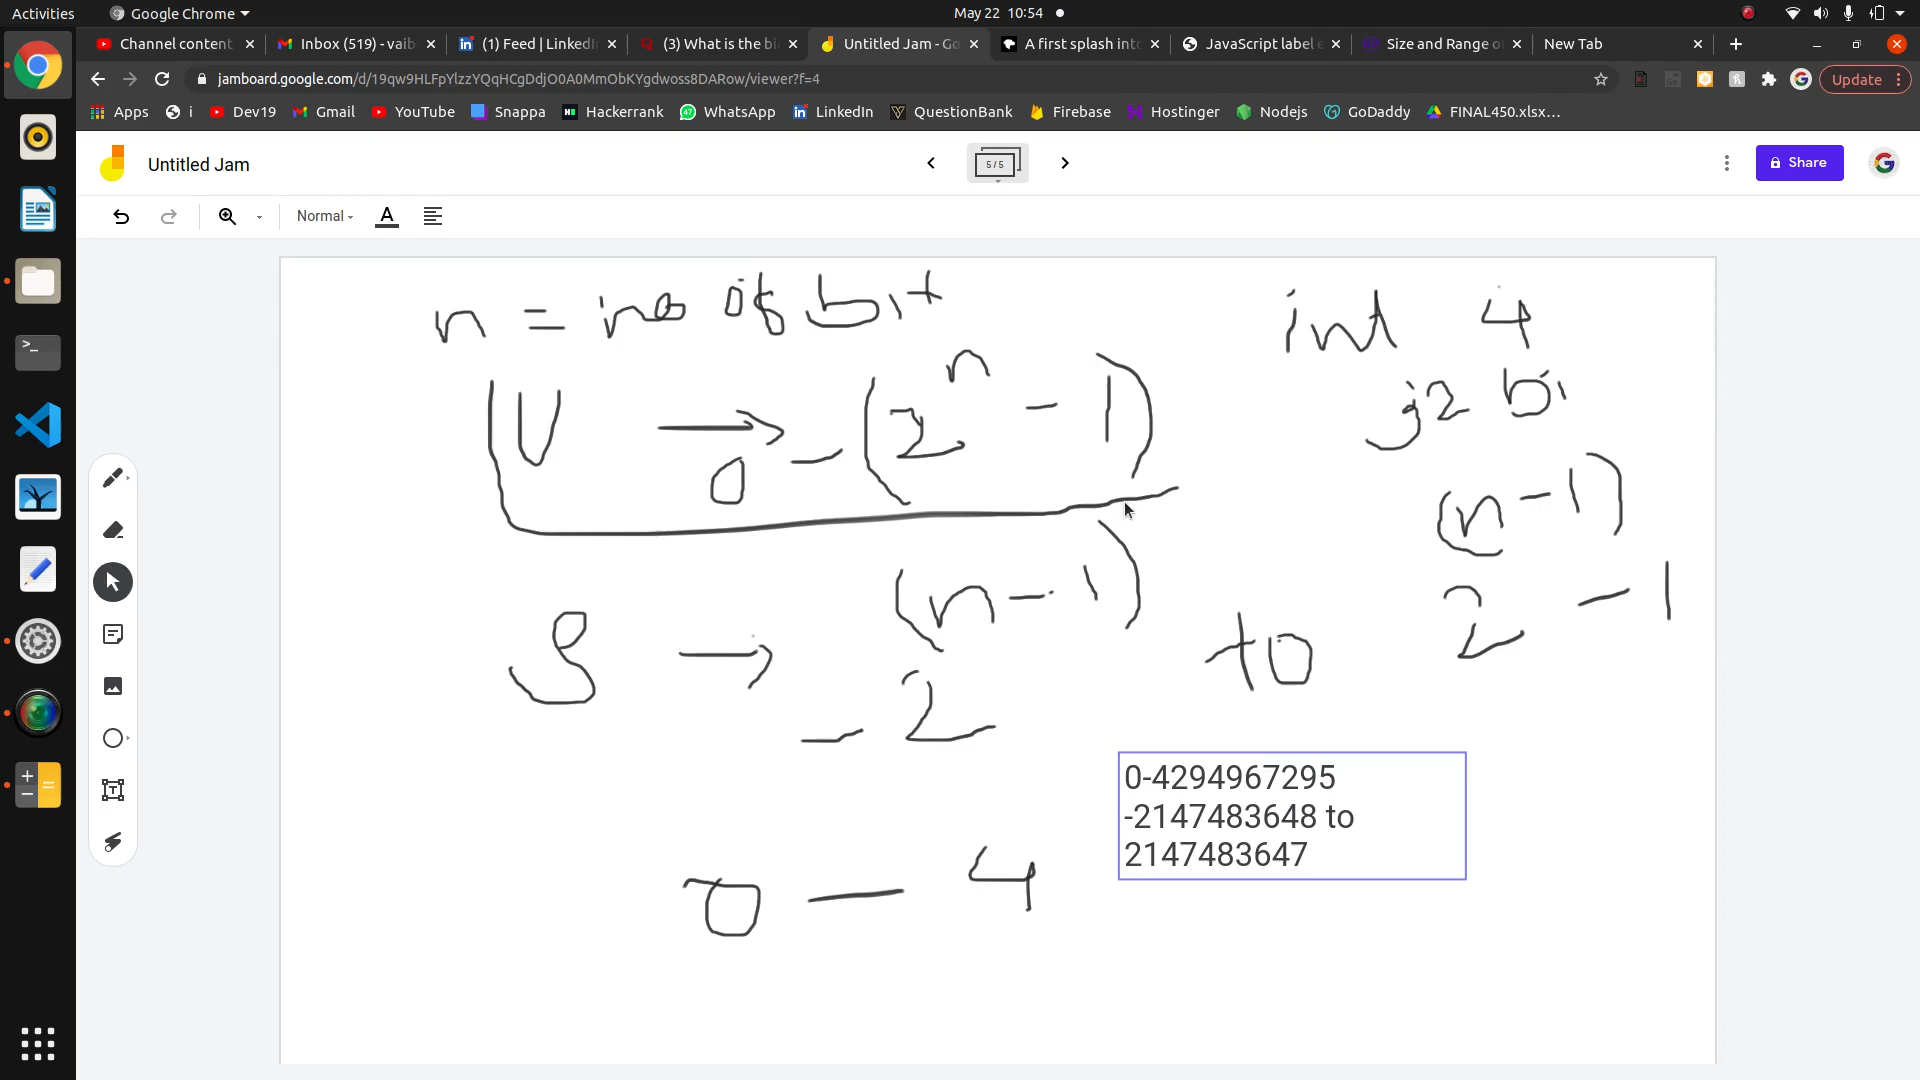 Activities
Google Chrome
May 22 10:54
Channel content
Inbox (519) - vaib
(1) Feed | LinkedIn
(3) What is the bi
Untitled Jam - Go
A first splash into
JavaScript label e
Size and Range o
New Tab
jamboard.google.com/d/19qw9HLFpYlzzYQqHCgDdjO0A0MmObKYgdwoss8DARow/viewer?f=4
Update
Apps
i
Dev19
Gmail
YouTube
Snappa
Hackerrank
WhatsApp
LinkedIn
QuestionBank
Firebase
Hostinger
Nodejs
GoDaddy
FINAL450.xlsx…
Untitled Jam
5 / 5
Share
Normal
n = no of bit
int 4
32 bi
U → 0 - (2^n - 1)
S → -2^(n-1) to 2^(n-1) - 1
0-4294967295
-2147483648 to
2147483647
0 — 4